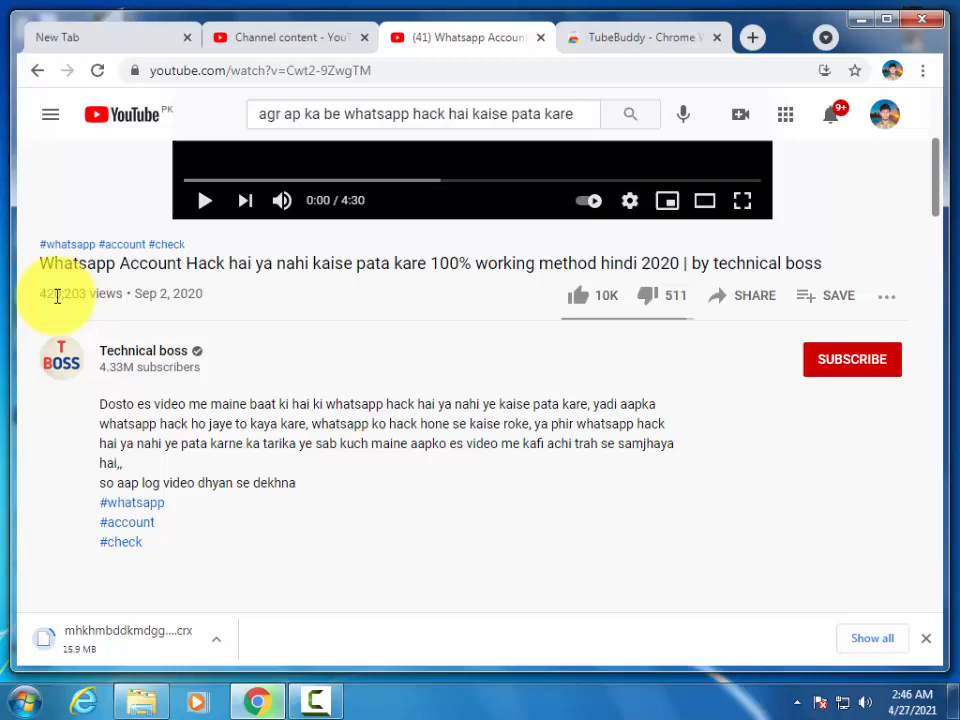 New Tab
Channel content - YouT
(41) Whatsapp Accoun
TubeBuddy - Chrome W
youtube.com/watch?v=Cwt2-9ZwgTM
YouTube PK
agr ap ka be whatsapp hack hai kaise pata kare
9+
0:00 / 4:30
#whatsapp #account #check
Whatsapp Account Hack hai ya nahi kaise pata kare 100% working method hindi 2020 | by technical boss
views • Sep 2, 2020
10K
511
SHARE
SAVE
T
BOSS
Technical boss
4.33M subscribers
SUBSCRIBE
Dosto es video me maine baat ki hai ki whatsapp hack hai ya nahi ye kaise pata kare, yadi aapka
whatsapp hack ho jaye to kaya kare, whatsapp ko hack hone se kaise roke, ya phir whatsapp hack
hai ya nahi ye pata karne ka tarika ye sab kuch maine aapko es video me kafi achi trah se samjhaya
hai,,
so aap log video dhyan se dekhna
#whatsapp
#account
#check
mhkhmbddkmdgg....crx
15.9 MB
Show all
2:46 AM
4/27/2021